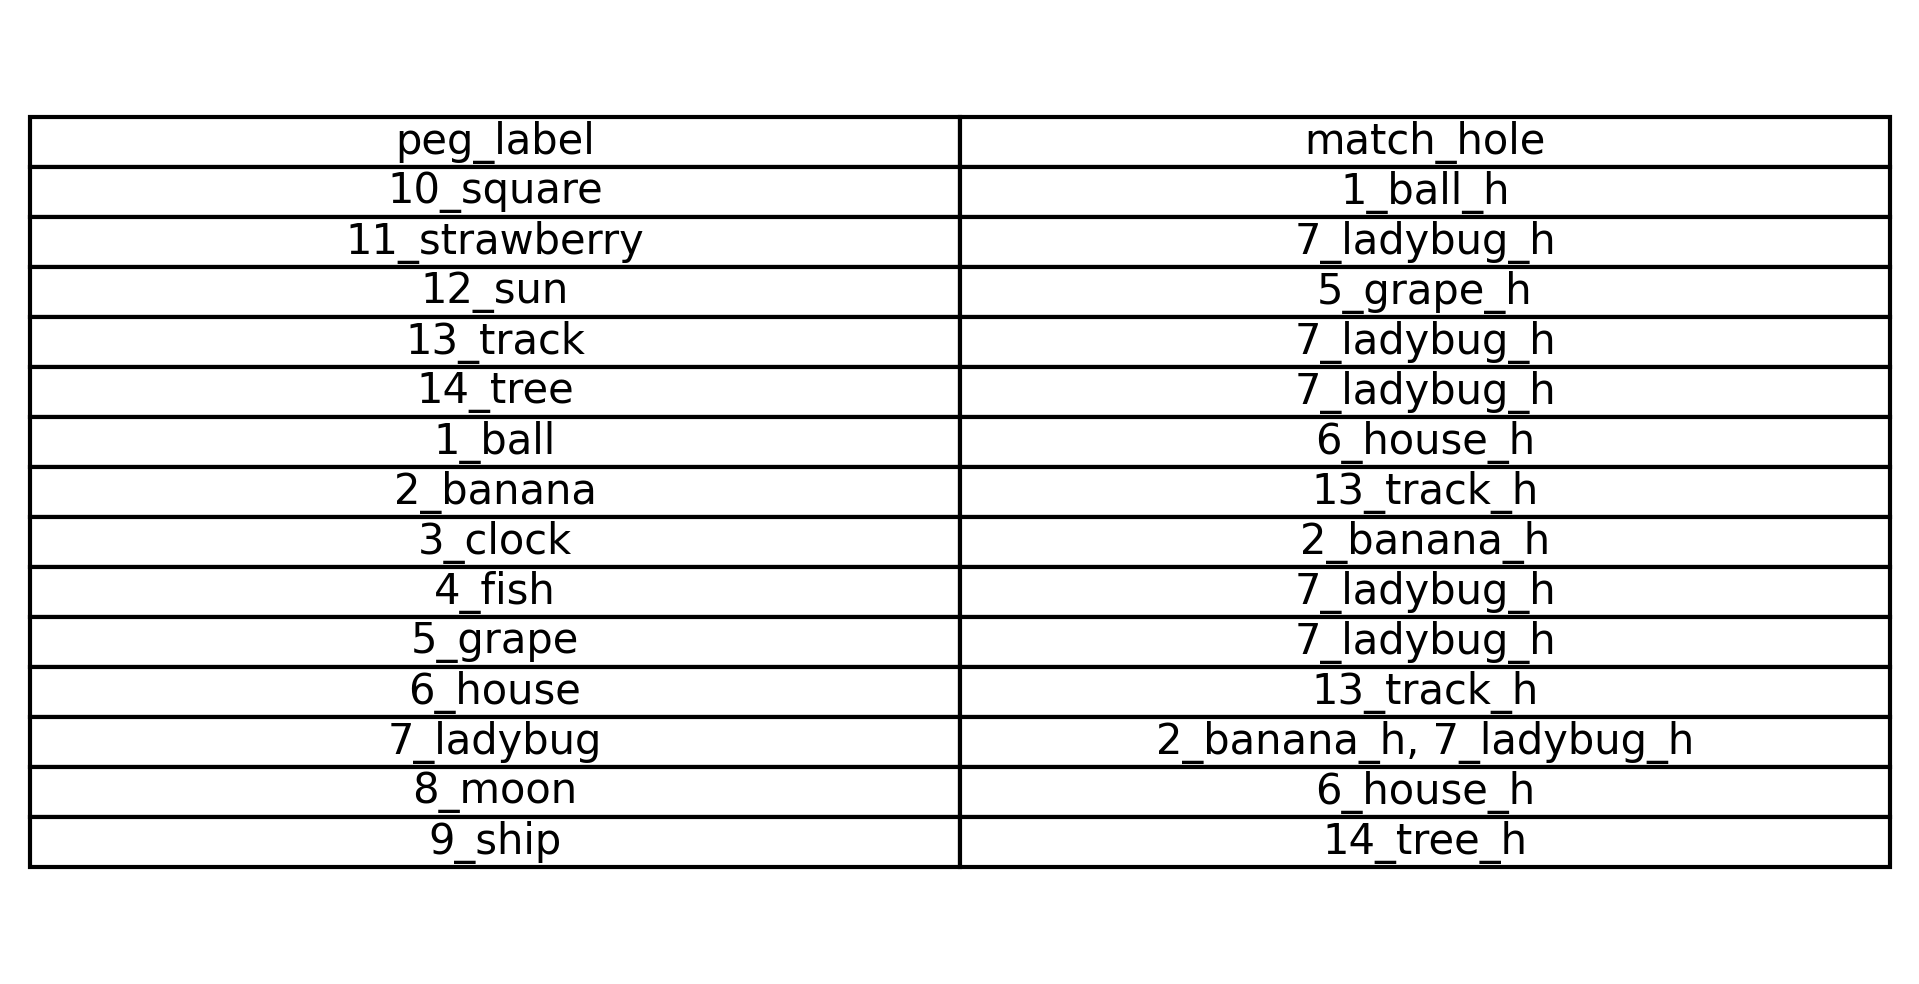 peg_label match_hole
10_square 1_ball_h
11_strawberry 7_ladybug_h
12_sun 5_grape_h
13_track 7_ladybug_h
14_tree 7_ladybug_h
1_ball 6_house_h
2_banana 13_track_h
3_clock 2_banana_h
4_fish 7_ladybug_h
5_grape 7_ladybug_h
6_house 13_track_h
7_ladybug 2_banana_h, 7_ladybug_h
8_moon 6_house_h
9_ship 14_tree_h